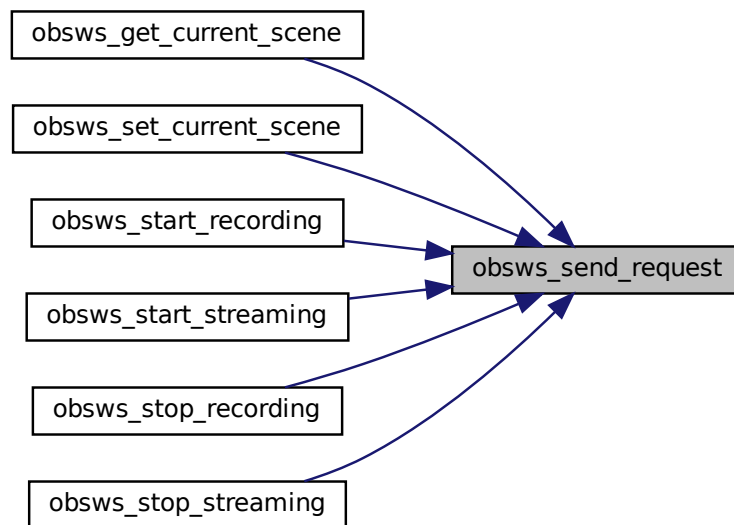 obsws_get_current_scene
obsws_set_current_scene
obsws_start_recording
obsws_send_request
obsws_start_streaming
obsws_stop_recording
obsws_stop_streaming